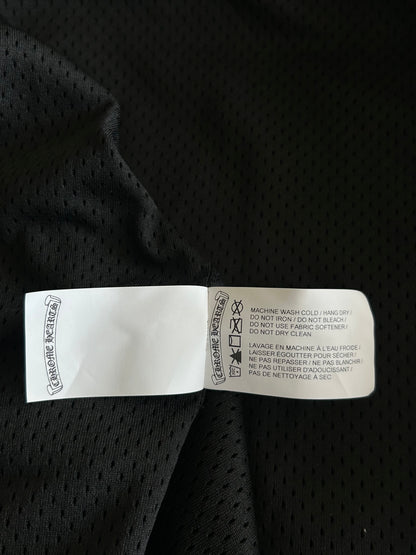 CHROME HEARTS
CHROME HEARTS
MACHINE WASH COLD / HANG DRY /
DO NOT IRON / DO NOT BLEACH /
DO NOT USE FABRIC SOFTENER /
DO NOT DRY CLEAN.
LAVAGE EN MACHINE À L'EAU FROIDE /
LAISSER ÉGOUTTER POUR SÉCHER /
NE PAS REPASSER / NE PAS BLANCHIR /
NE PAS UTILISER D'ADOUCISSANT /
PAS DE NETTOYAGE A SEC